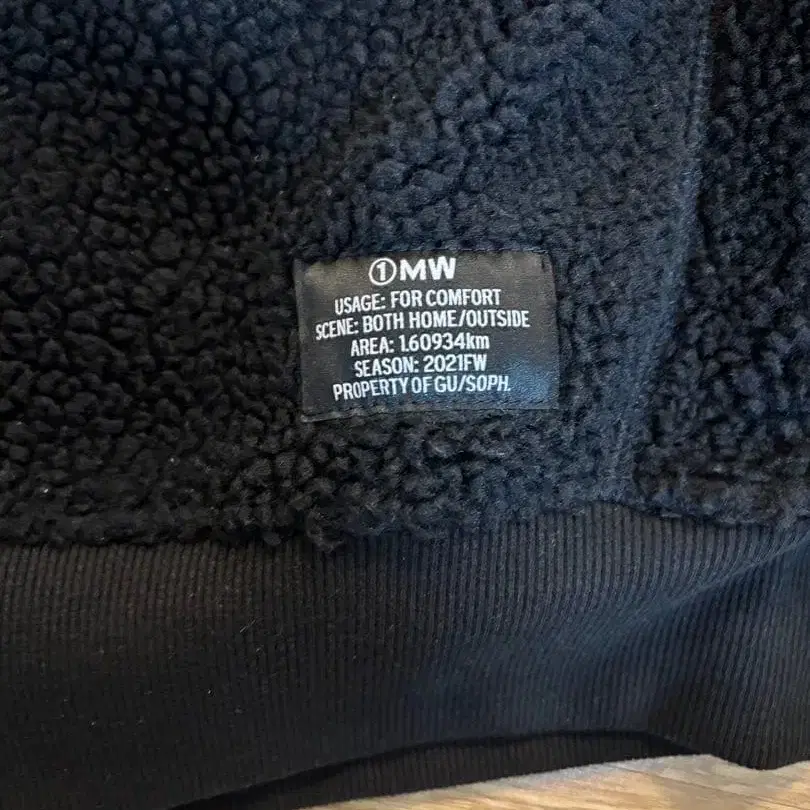 ①MW
USAGE: FOR COMFORT
SCENE: BOTH HOME/OUTSIDE
AREA: 1.60934km
SEASON: 2021FW
PROPERTY OF GU/SOPH.